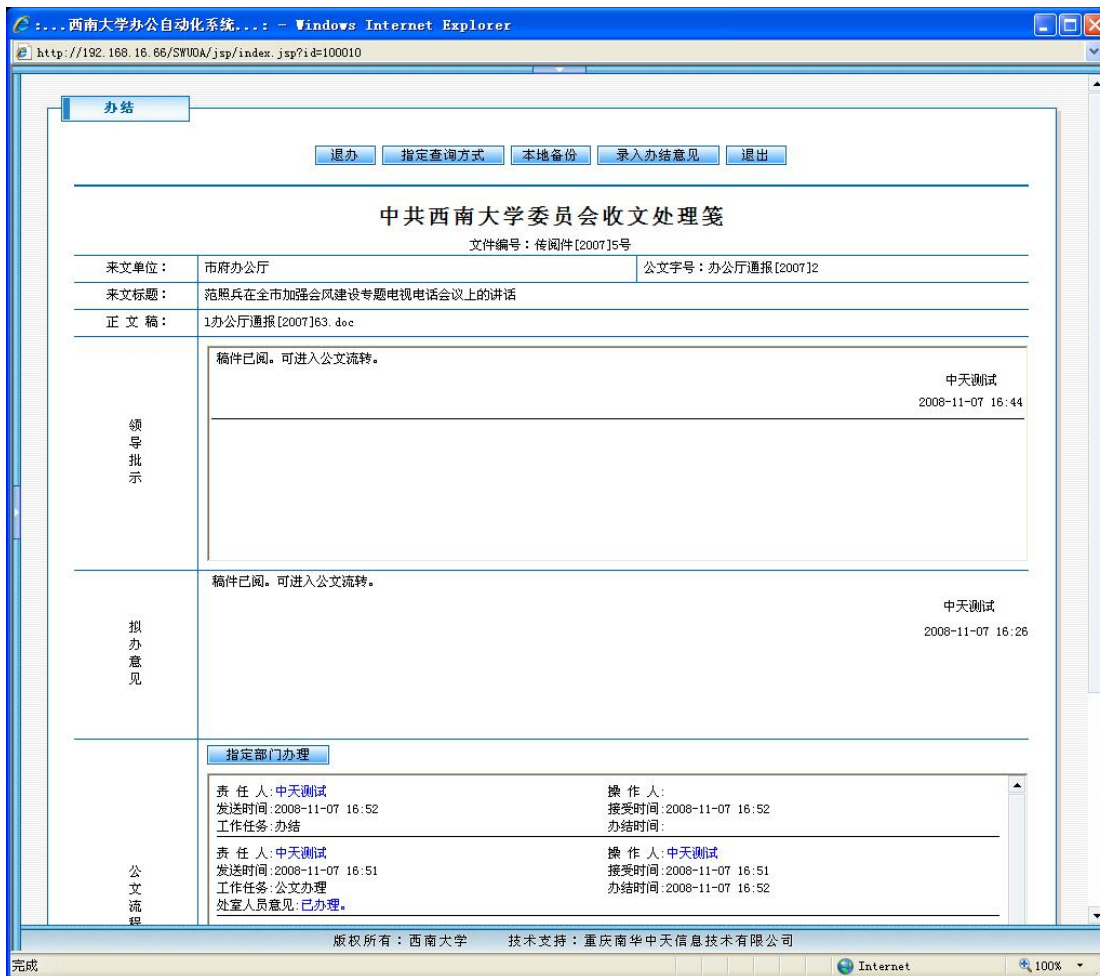 :...西南大学办公自动化系统...: - Windows Internet Explorer
http://192.168.16.66/SWUOA/jsp/index.jsp?id=100010
办结
退办 指定查询方式 本地备份 录入办结意见 退出
中共西南大学委员会收文处理笺
文件编号：传阅件[2007]5号
来文单位： 市府办公厅 公文字号：办公厅通报[2007]2
来文标题： 范照兵在全市加强会风建设专题电视电话会议上的讲话
正 文 稿： 1办公厅通报[2007]63.doc
领导批示
稿件已阅。可进入公文流转。
中天测试
2008-11-07 16:44
拟办意见
稿件已阅。可进入公文流转。
中天测试
2008-11-07 16:26
公文流程
指定部门办理
责 任 人:中天测试 操 作 人:
发送时间:2008-11-07 16:52 接受时间:2008-11-07 16:52
工作任务:办结 办结时间:
责 任 人:中天测试 操 作 人:中天测试
发送时间:2008-11-07 16:51 接受时间:2008-11-07 16:51
工作任务:公文办理 办结时间:2008-11-07 16:52
处室人员意见:已办理。
版权所有：西南大学 技术支持：重庆南华中天信息技术有限公司
完成 Internet 100%